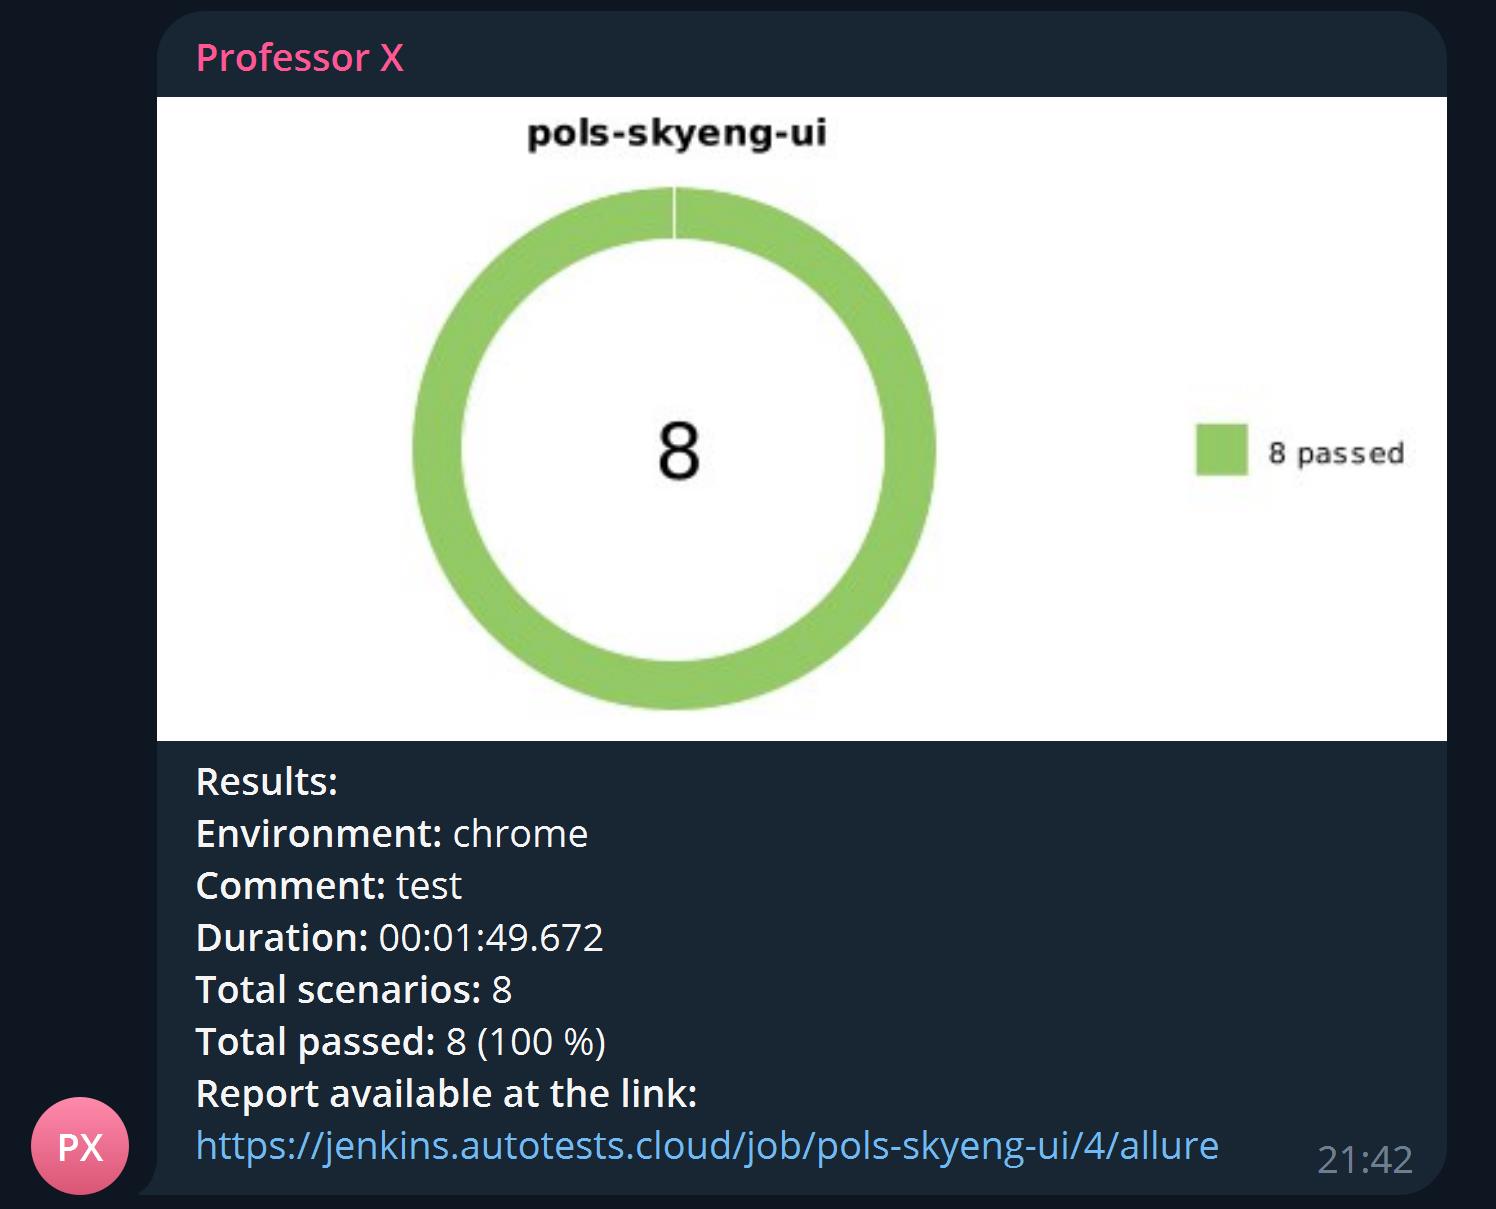 Professor X
pols-skyeng-ui
8
8 passed
Results:
Environment: chrome
Comment: test
Duration: 00:01:49.672
Total scenarios: 8
Total passed: 8 (100 %)
Report available at the link:
https://jenkins.autotests.cloud/job/pols-skyeng-ui/4/allure
PX
21:42